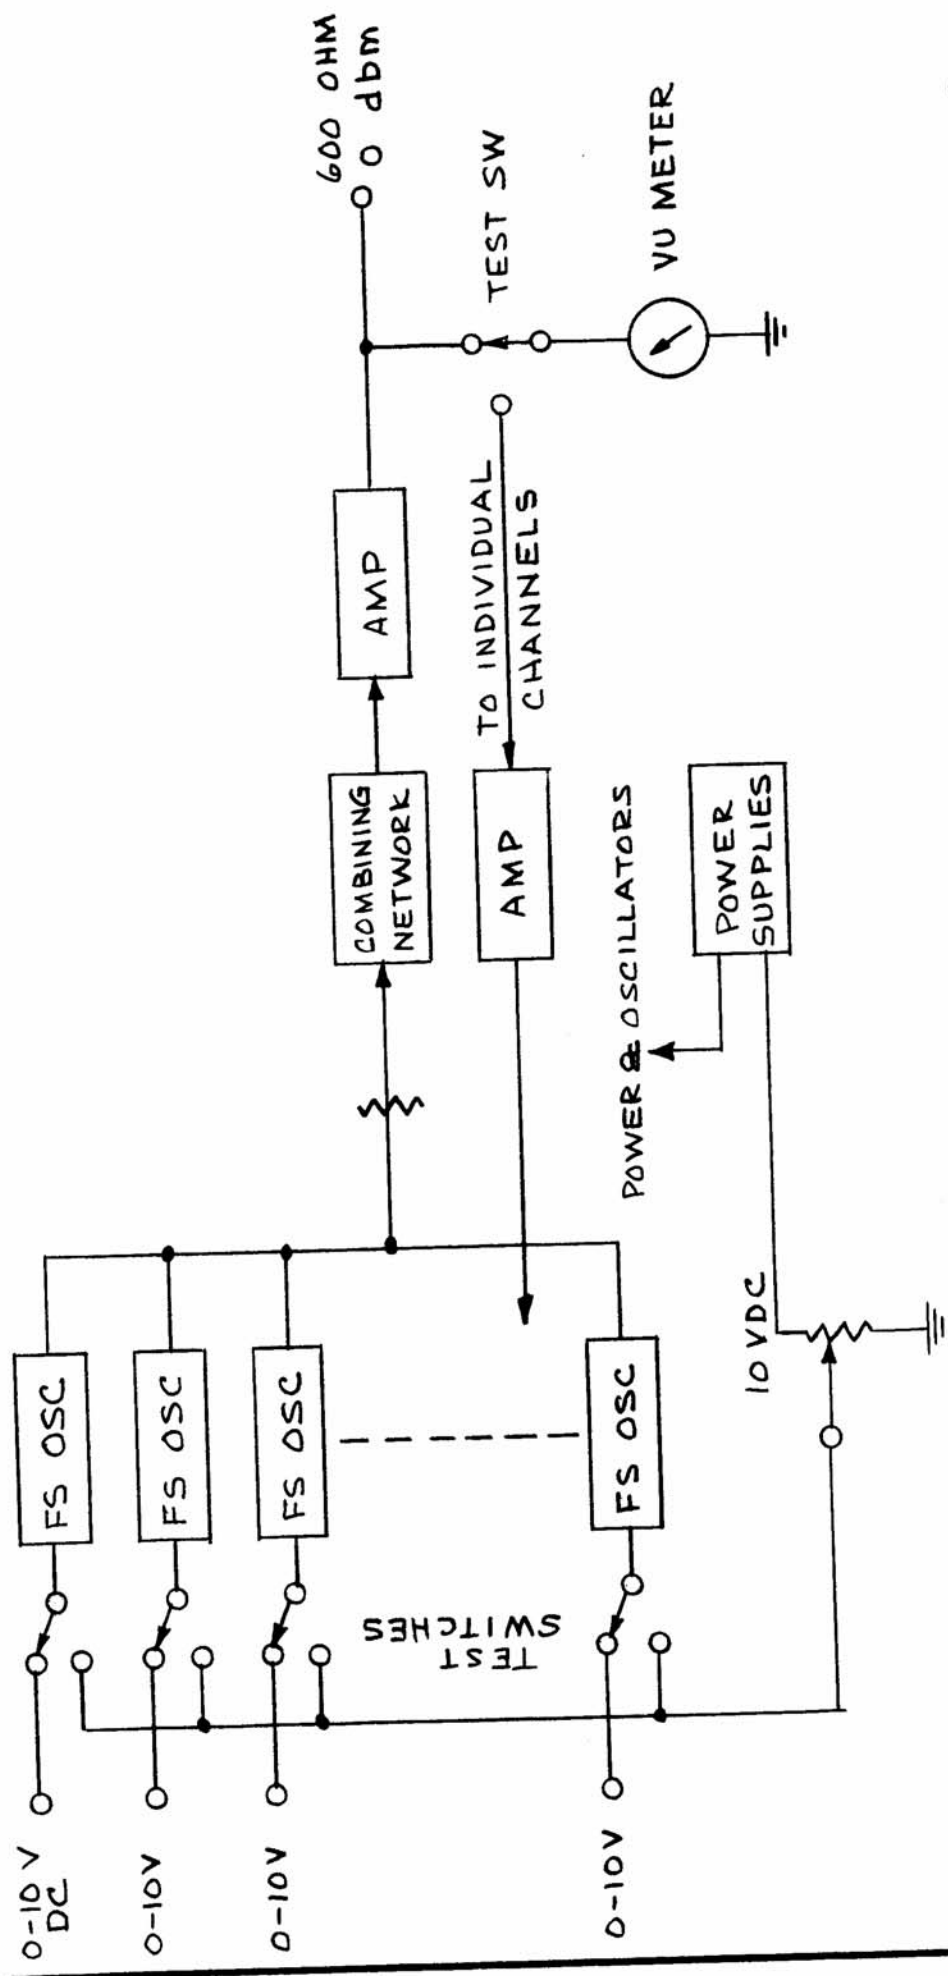 0-10 V
DC
0-10V
0-10V
0-10V
FS OSC
FS OSC
FS OSC
FS OSC
TEST
SWITCHES
COMBINING
NETWORK
AMP
600 OHM
0 dbm
TEST SW
VU METER
TO INDIVIDUAL
CHANNELS
AMP
POWER & OSCILLATORS
POWER
SUPPLIES
10 VDC